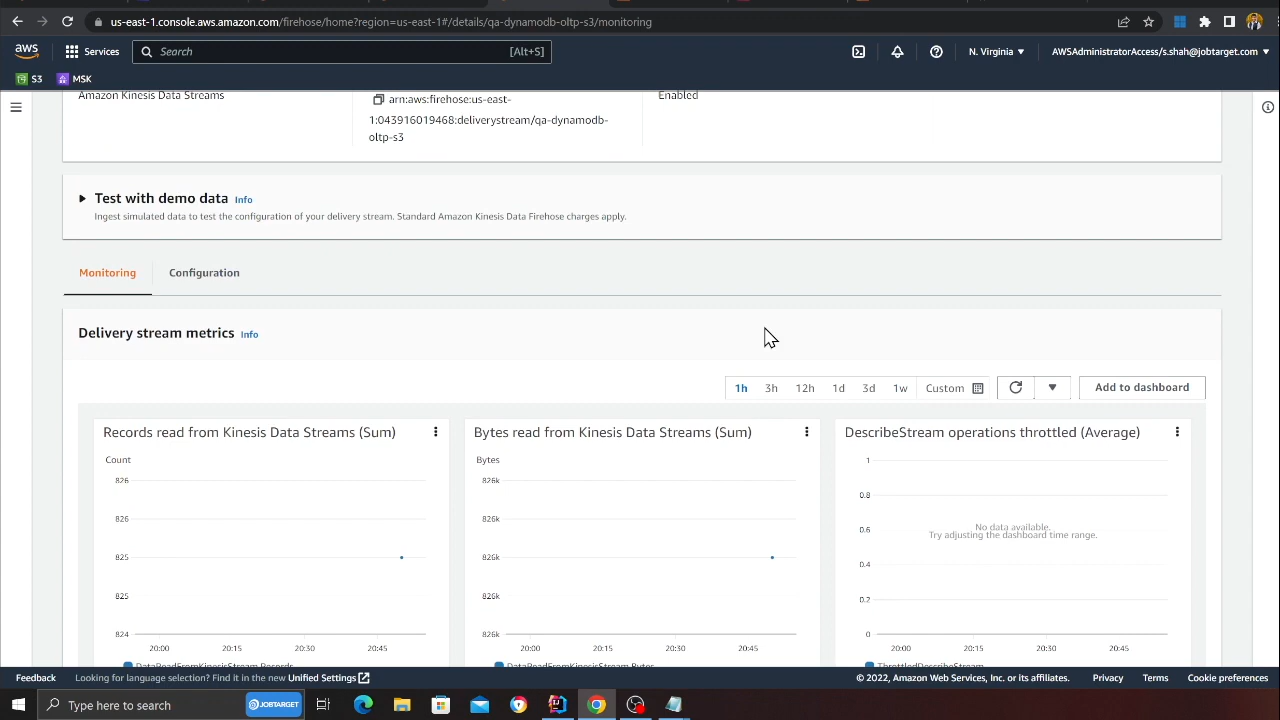 us-east-1.console.aws.amazon.com/firehose/home?region=us-east-1#/details/qa-dynamodb-oltp-s3/monitoring
aws
Services
Search
[Alt+S]
N. Virginia
AWSAdministratorAccess/s.shah@jobtarget.com
S3
MSK
Amazon Kinesis Data Streams
arn:aws:firehose:us-east-
1:043916019468:deliverystream/qa-dynamodb-
oltp-s3
Enabled
Test with demo data Info
Ingest simulated data to test the configuration of your delivery stream. Standard Amazon Kinesis Data Firehose charges apply.
Monitoring
Configuration
Delivery stream metrics Info
1h 3h 12h 1d 3d 1w Custom
Add to dashboard
Records read from Kinesis Data Streams (Sum)
Count
826
826
825
825
824
20:00 20:15 20:30 20:45
DataReadFromKinesisStream.Records
Bytes read from Kinesis Data Streams (Sum)
Bytes
826k
826k
826k
826k
826k
20:00 20:15 20:30 20:45
DataReadFromKinesisStream.Bytes
DescribeStream operations throttled (Average)
1
0.8
0.6
0.4
0.2
0
No data available.
Try adjusting the dashboard time range.
20:00 20:15 20:30 20:45
ThrottledDescribeStream
Feedback
Looking for language selection? Find it in the new Unified Settings
© 2022, Amazon Web Services, Inc. or its affiliates.
Privacy
Terms
Cookie preferences
Type here to search
JOBTARGET